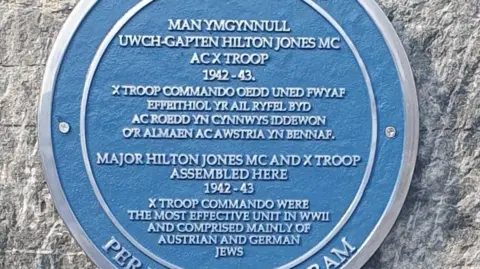 MAN YMGYNNULL
UWCH-GAPTEN HILTON JONES MC
AC X TROOP
1942 - 43.
X TROOP COMMANDO OEDD UNED FWYAF
EFFEITHIOL YR AIL RYFEL BYD
AC ROEDD YN CYNNWYS IDDEWON
O'R ALMAEN AC AWSTRIA YN BENNAF.
MAJOR HILTON JONES MC AND X TROOP
ASSEMBLED HERE
1942 - 43
X TROOP COMMANDO WERE
THE MOST EFFECTIVE UNIT IN WWII
AND COMPRISED MAINLY OF
AUSTRIAN AND GERMAN
JEWS